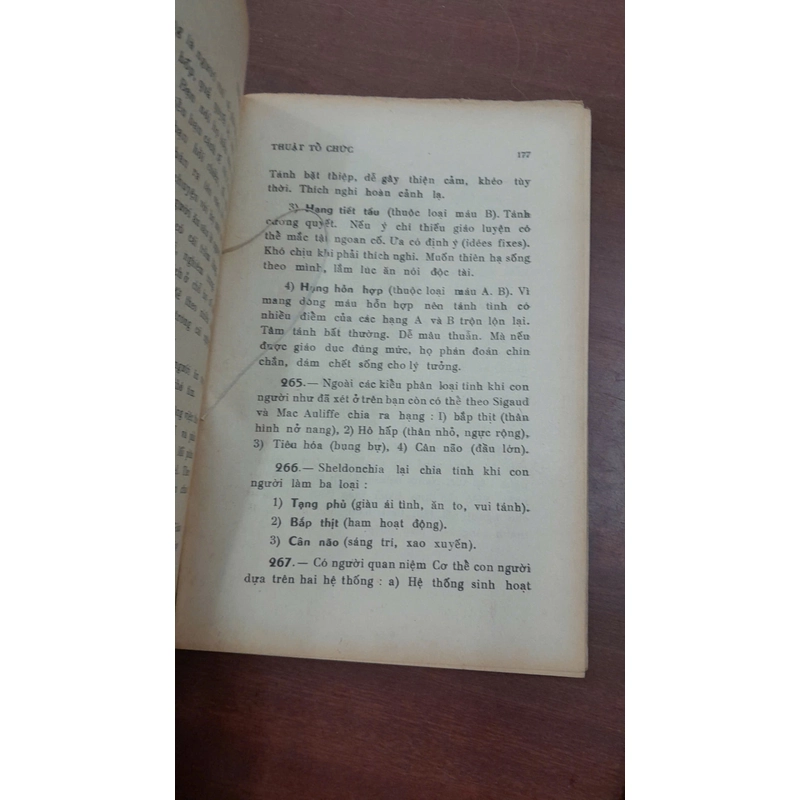 THUẬT TỔ CHỨC 177
Tánh bặt thiệp, dễ gây thiện cảm, khéo tùy
thời. Thích nghi hoàn cảnh lạ.
3) Hạng tiết tấu (thuộc loại máu B). Tánh
cương quyết. Nếu ý chí thiếu giáo luyện có
thể mắc tật ngoan cố. Ưa có định ý (idées fixes).
Khó chịu khi phải thích nghi. Muốn thiên hạ sống
theo mình, lắm lúc ăn nói độc tài.
4) Hạng hỗn hợp (thuộc loại máu A. B). Vì
mang dòng máu hỗn hợp nên tánh tình có
nhiều điểm của các hạng A và B trộn lộn lại.
Tâm tánh bất thường. Dễ mâu thuẫn. Mà nếu
được giáo dục đúng mức, họ phán đoán chín
chắn, dám chết sống cho lý tưởng.
265.— Ngoài các kiểu phân loại tính khí con
người như đã xét ở trên bạn còn có thể theo Sigaud
và Mac Auliffe chia ra hạng : 1) bắp thịt (thân
hình nở nang), 2) Hô hấp (thân nhỏ, ngực rộng),
3) Tiêu hóa (bụng bự), 4) Cân não (đầu lớn).
266.— Sheldonchia lại chia tính khí con
người làm ba loại :
1) Tạng phủ (giàu ái tình, ăn to, vui tánh).
2) Bắp thịt (ham hoạt động).
3) Cân não (sáng trí, xao xuyến).
267.— Có người quan niệm Cơ thể con người
dựa trên hai hệ thống : a) Hệ thống sinh hoạt